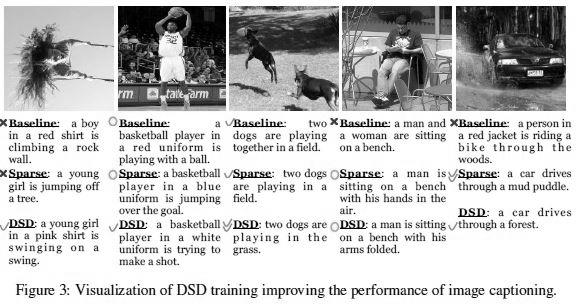 Baseline: a boy
in a red shirt is
climbing a rock
wall.
Sparse: a young
girl is jumping off
a tree.
DSD: a young girl
in a pink shirt is
swinging on a
swing.
Baseline: a
basketball player in
a red uniform is
playing with a ball.
Sparse: a basketball
player in a blue
uniform is jumping
over the goal.
DSD: a basketball
player in a white
uniform is trying to
make a shot.
Baseline: two
dogs are playing
together in a field.
Sparse: two dogs
are playing in a
field.
DSD: two dogs are
playing in the
grass.
Baseline: a man and
a woman are sitting
on a bench.
Sparse: a man is
sitting on a bench
with his hands in the
air.
DSD: a man is sitting
on a bench with his
arms folded.
Baseline: a person in
a red jacket is riding a
bike through the
woods.
Sparse: a car drives
through a mud puddle.
DSD: a car drives
through a forest.
Figure 3: Visualization of DSD training improving the performance of image captioning.